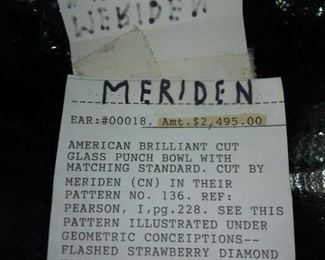 MERIDEN
MERIDEN
EAR:#00018, Amt.$2,495.00
AMERICAN BRILLIANT CUT
GLASS PUNCH BOWL WITH
MATCHING STANDARD. CUT BY
MERIDEN (CN) IN THEIR
PATTERN NO. 136. REF:
PEARSON, I,pg.228. SEE THIS
PATTERN ILLUSTRATED UNDER
GEOMETRIC CONCEIPTIONS--
FLASHED STRAWBERRY DIAMOND